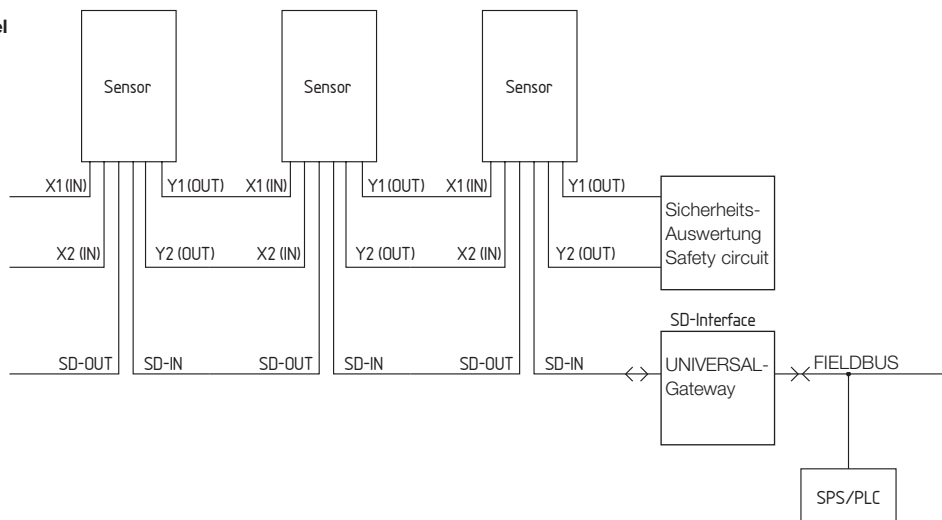 el
Sensor
Sensor
Sensor
X1 (IN)
Y1 (OUT)
X1 (IN)
Y1 (OUT)
X1 (IN)
Y1 (OUT)
X2 (IN)
Y2 (OUT)
X2 (IN)
Y2 (OUT)
X2 (IN)
Y2 (OUT)
Sicherheits-
Auswertung
Safety circuit
SD-Interface
SD-OUT
SD-IN
SD-OUT
SD-IN
SD-OUT
SD-IN
UNIVERSAL-
Gateway
FIELDBUS
SPS/PLC